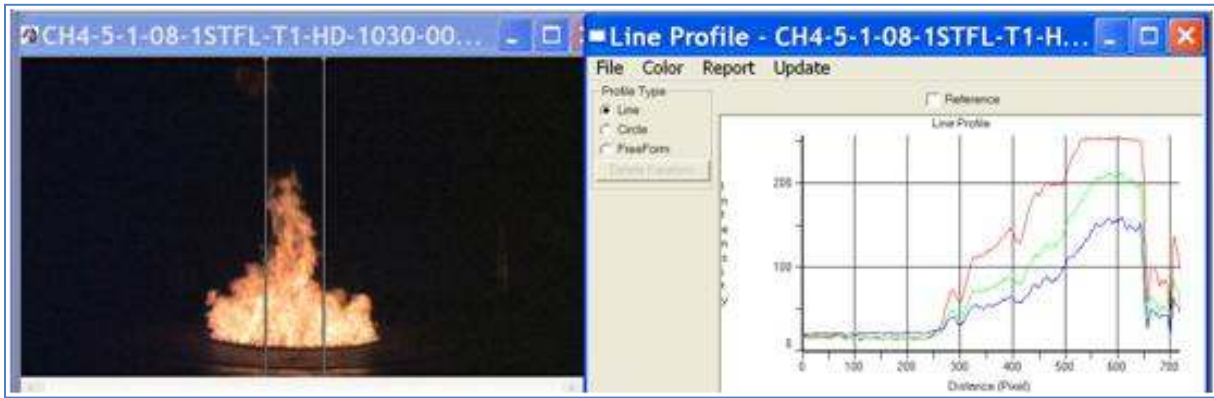 CH4-5-1-08-1STFL-T1-HD-1030-00...
Line Profile - CH4-5-1-08-1STFL-T1-H...
File Color Report Update
Profile Type
Line
Circle
FreeForm
Reference
Line Profile
200
100
0
0 100 200 300 400 500 600 700
Distance (Pixel)